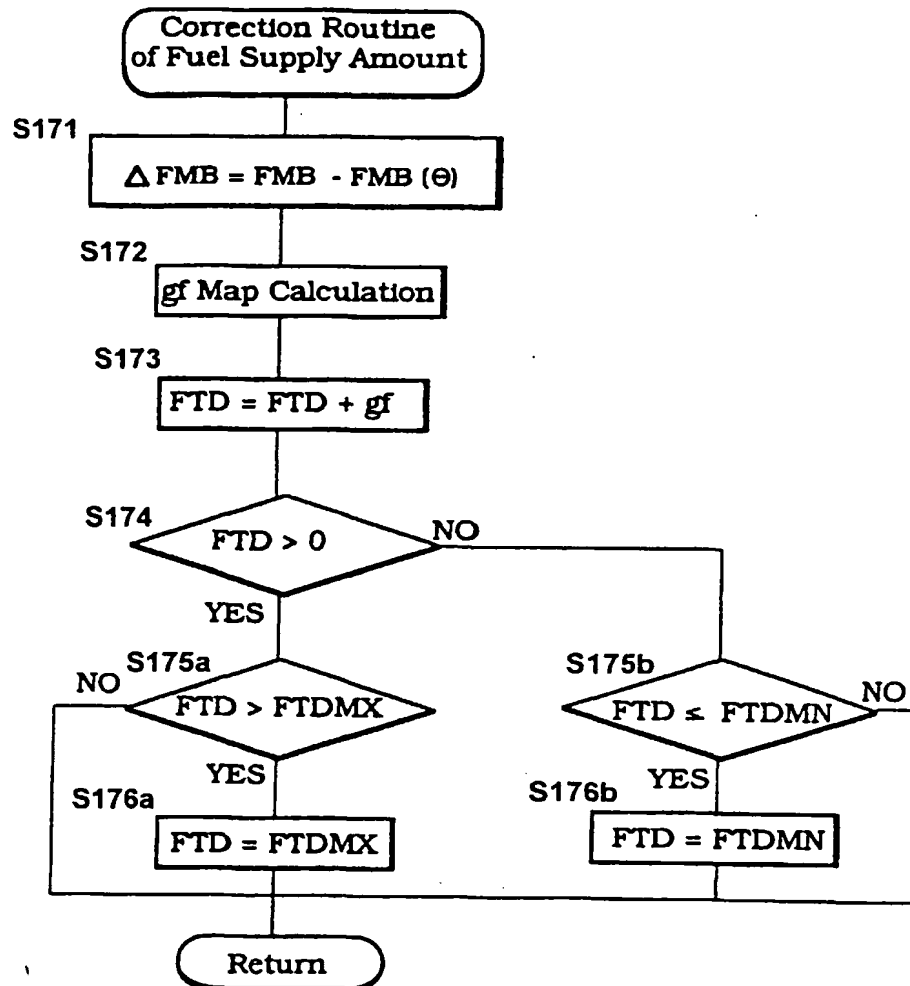 Correction Routine
of Fuel Supply Amount
S171
Δ FMB = FMB - FMB (Θ)
S172
gf Map Calculation
S173
FTD = FTD + gf
S174
FTD > 0
NO
YES
S175a
NO
FTD > FTDMX
YES
S175b
FTD ≤ FTDMN
NO
YES
S176a
FTD = FTDMX
S176b
FTD = FTDMN
Return